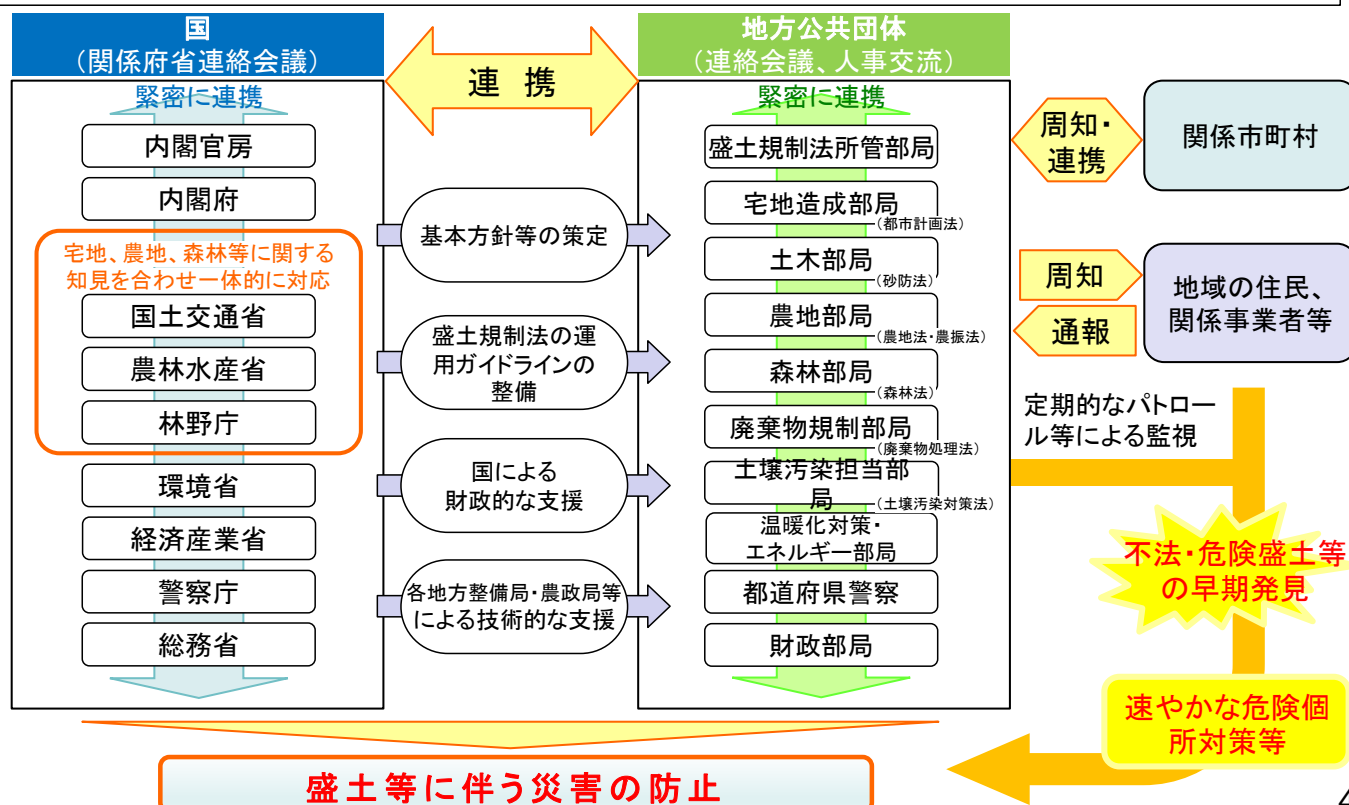 国
(関係府省連絡会議)
緊密に連携
内閣官房
内閣府
宅地、農地、森林等に関する
知見を合わせ一体的に対応
国土交通省
農林水産省
林野庁
環境省
経済産業省
警察庁
総務省
連 携
基本方針等の策定
盛土規制法の運
用ガイドラインの
整備
国による
財政的な支援
各地方整備局・農政局等
による技術的な支援
地方公共団体
(連絡会議、人事交流)
緊密に連携
盛土規制法所管部局
宅地造成部局
(都市計画法)
土木部局
(砂防法)
農地部局
(農地法・農振法)
森林部局
(森林法)
廃棄物規制部局
(廃棄物処理法)
土壌汚染担当部
局
(土壌汚染対策法)
温暖化対策・
エネルギー部局
都道府県警察
財政部局
周知・
連携
関係市町村
周知
通報
地域の住民、
関係事業者等
定期的なパトロー
ル等による監視
不法・危険盛土等
の早期発見
速やかな危険個
所対策等
盛土等に伴う災害の防止